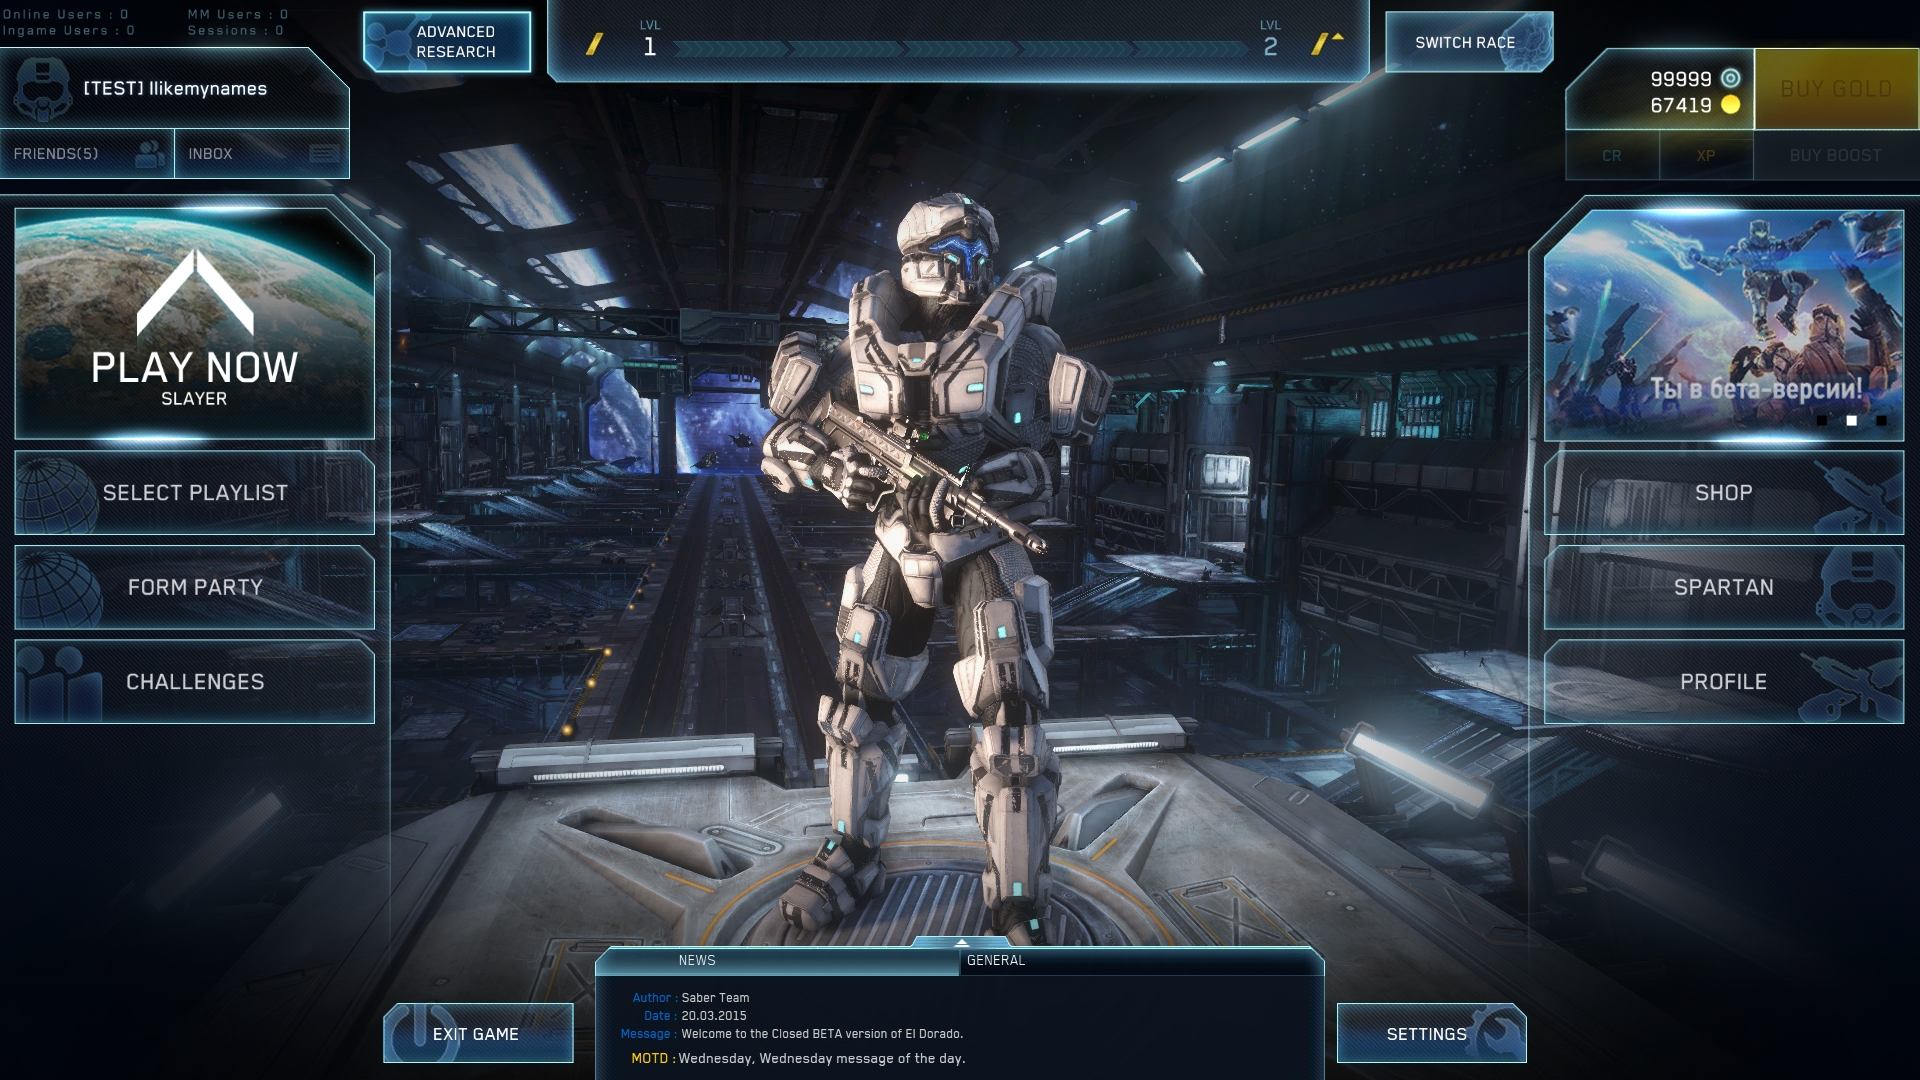 Online Users : 0
MM Users : 0
Ingame Users : 0
Sessions : 0
ADVANCED
RESEARCH
LVL
1
LVL
2
SWITCH RACE
[TEST] Ilikemynames
99999
67419
BUY GOLD
FRIENDS(5)
INBOX
CR
XP
BUY BOOST
PLAY NOW
SLAYER
Ты в бета-версии!
SELECT PLAYLIST
SHOP
FORM PARTY
SPARTAN
CHALLENGES
PROFILE
NEWS
GENERAL
Author : Saber Team
Date : 20.03.2015
Message : Welcome to the Closed BETA version of El Dorado.
MOTD : Wednesday, Wednesday message of the day.
EXIT GAME
SETTINGS